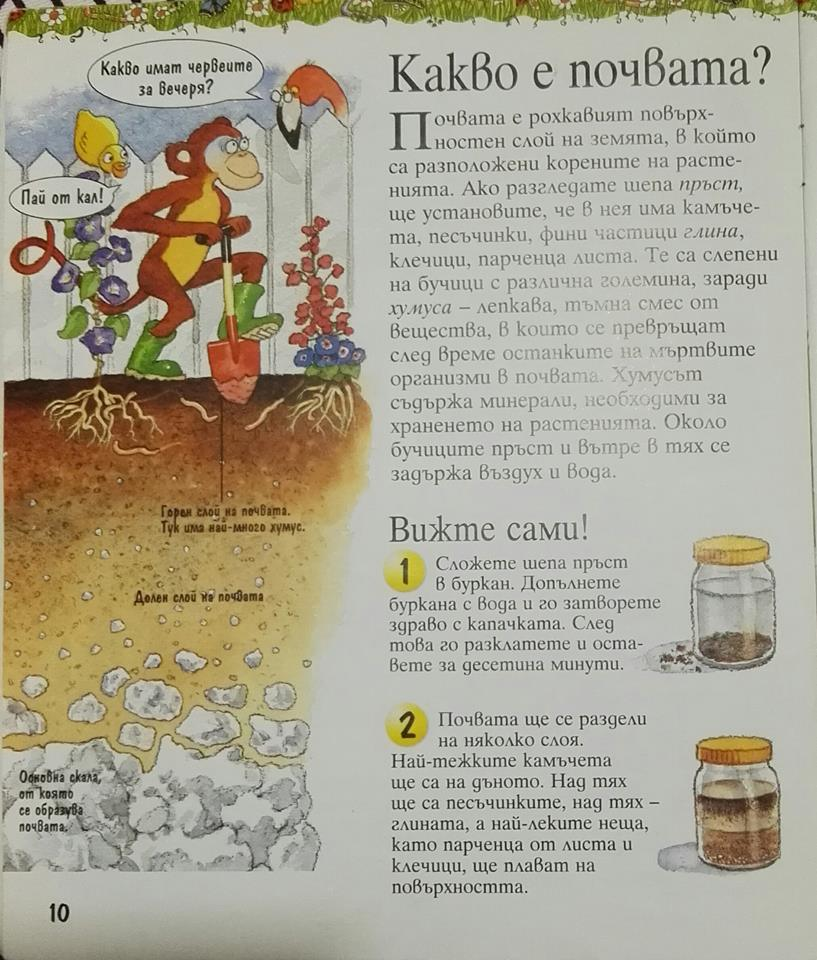 Какво имат червеите
за вечеря?
Пай от кал!
Горен слой на почвата.
Тук има най-много хумус.
Долен слой на почвата
Основна скала,
от която
се образува
почвата.
10
Какво е почвата?
Почвата е рохкавият повърх-
ностен слой на земята, в който
са разположени корените на расте-
нията. Ако разгледате шепа пръст,
ще установите, че в нея има камъче-
та, песъчинки, фини частици глина,
клечици, парченца листа. Те са слепени
на бучици с различна големина, заради
хумуса – лепкава, тъмна смес от
вещества, в които се превръщат
след време останките на мъртвите
организми в почвата. Хумусът
съдържа минерали, необходими за
храненето на растенията. Около
бучиците пръст и вътре в тях се
задържа въздух и вода.
Вижте сами!
1 Сложете шепа пръст
в буркан. Допълнете
буркана с вода и го затворете
здраво с капачката. След
това го разклатете и оста-
вете за десетина минути.
2 Почвата ще се раздели
на няколко слоя.
Най-тежките камъчета
ще са на дъното. Над тях
ще са песъчинките, над тях –
глината, а най-леките неща,
като парченца от листа и
клечици, ще плават на
повърхността.